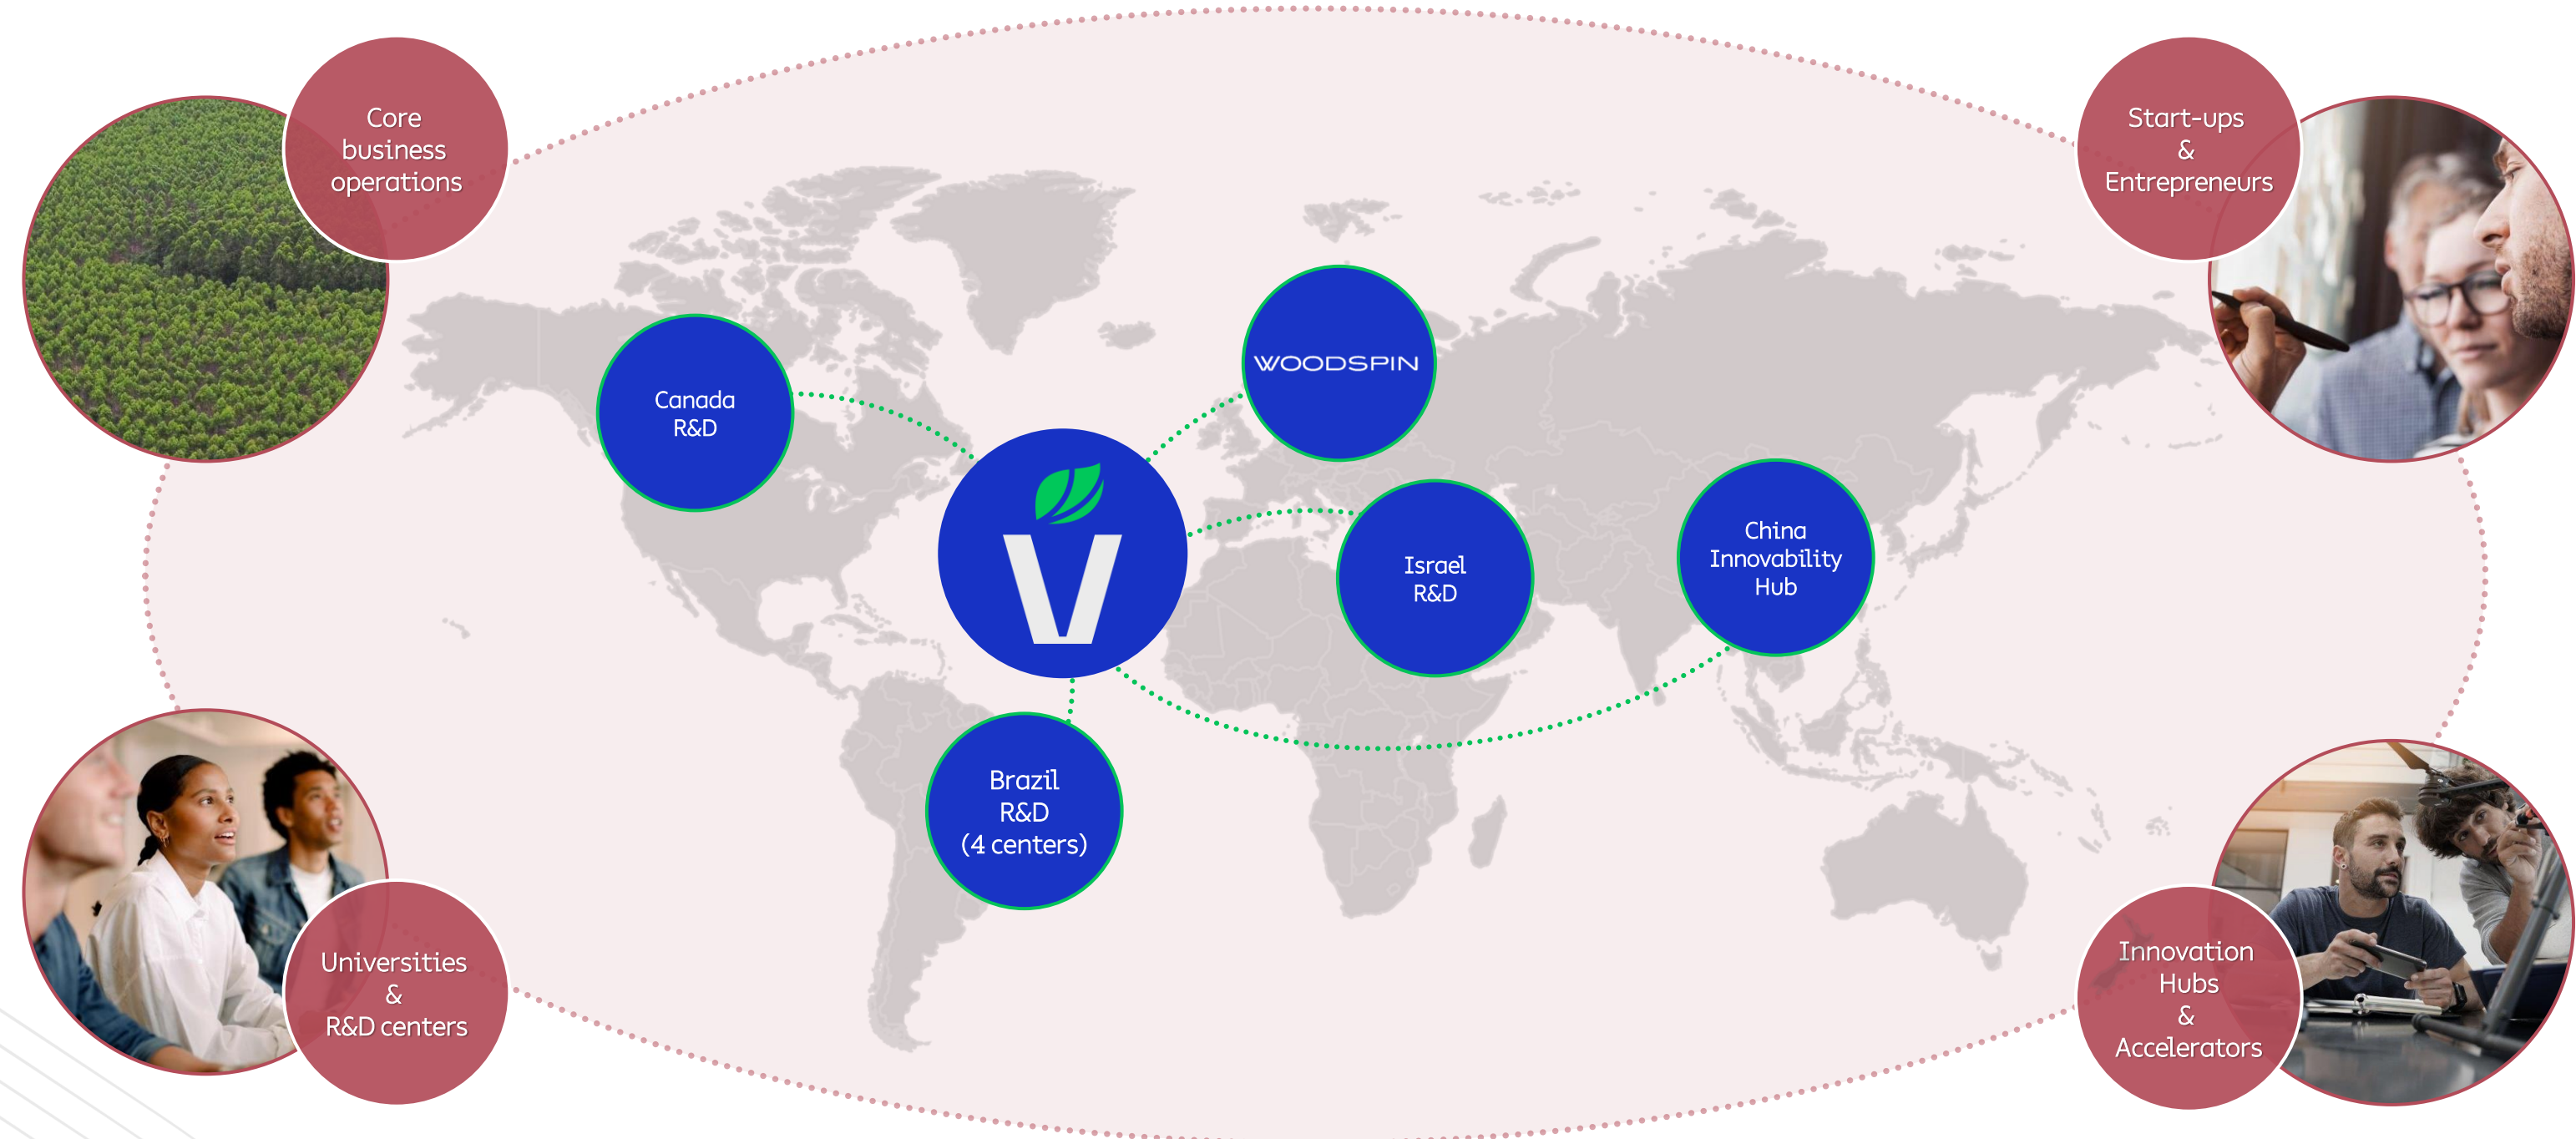 Core
business
operations
Start-ups
&
Entrepreneurs
Canada
R&D
WOODSPIN
V
Israel
R&D
China
Innovability
Hub
Brazil
R&D
(4 centers)
Universities
&
R&D centers
Innovation
Hubs
&
Accelerators